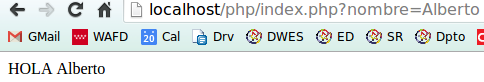 localhost/php/index.php?nombre=Alberto
GMail WAFD 20 Cal Drv DWES ED SR Dpto
HOLA Alberto